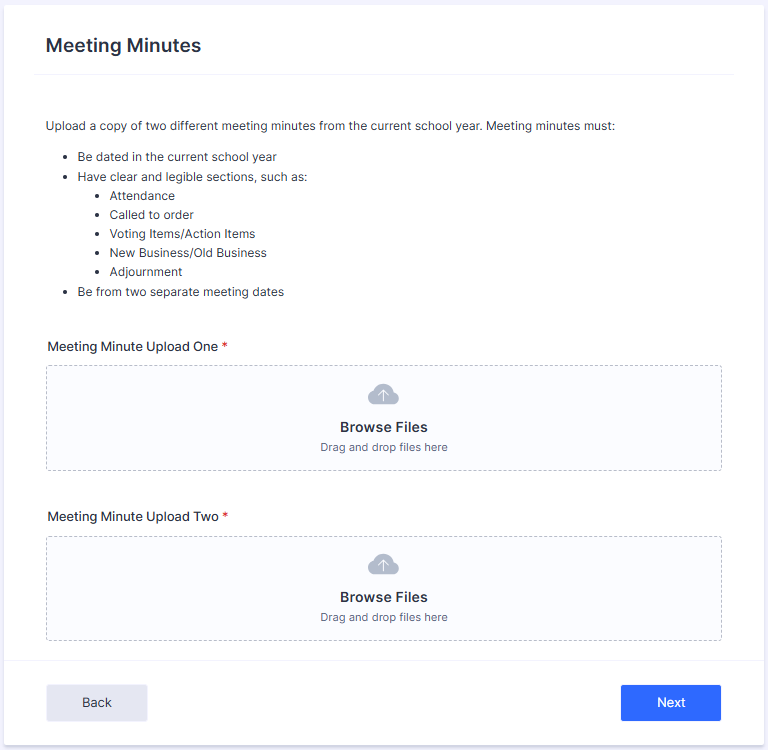 Meeting Minutes
Upload a copy of two different meeting minutes from the current school year. Meeting minutes must:
• Be dated in the current school year
• Have clear and legible sections, such as:
• Attendance
• Called to order
• Voting Items/Action Items
• New Business/Old Business
• Adjournment
• Be from two separate meeting dates
Meeting Minute Upload One *
Browse Files
Drag and drop files here
Meeting Minute Upload Two *
Browse Files
Drag and drop files here
Back
Next